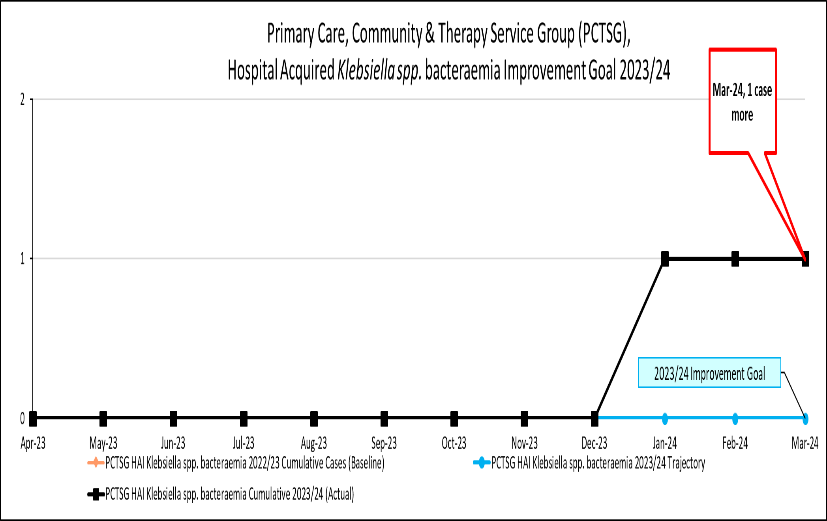 Primary Care, Community & Therapy Service Group (PCTSG),
Hospital Acquired Klebsiella spp. bacteraemia Improvement Goal 2023/24
Mar-24, 1 case
more
2
1
2023/24 Improvement Goal
0
Apr-23 May-23 Jun-23 Jul-23 Aug-23 Sep-23 Oct-23 Nov-23 Dec-23 Jan-24 Feb-24 Mar-24
PCTSG HAI Klebsiella spp. bacteraemia 2022/23 Cumulative Cases (Baseline) PCTSG HAI Klebsiella spp. bacteraemia 2023/24 Trajectory
PCTSG HAI Klebsiella spp. bacteraemia Cumulative 2023/24 (Actual)